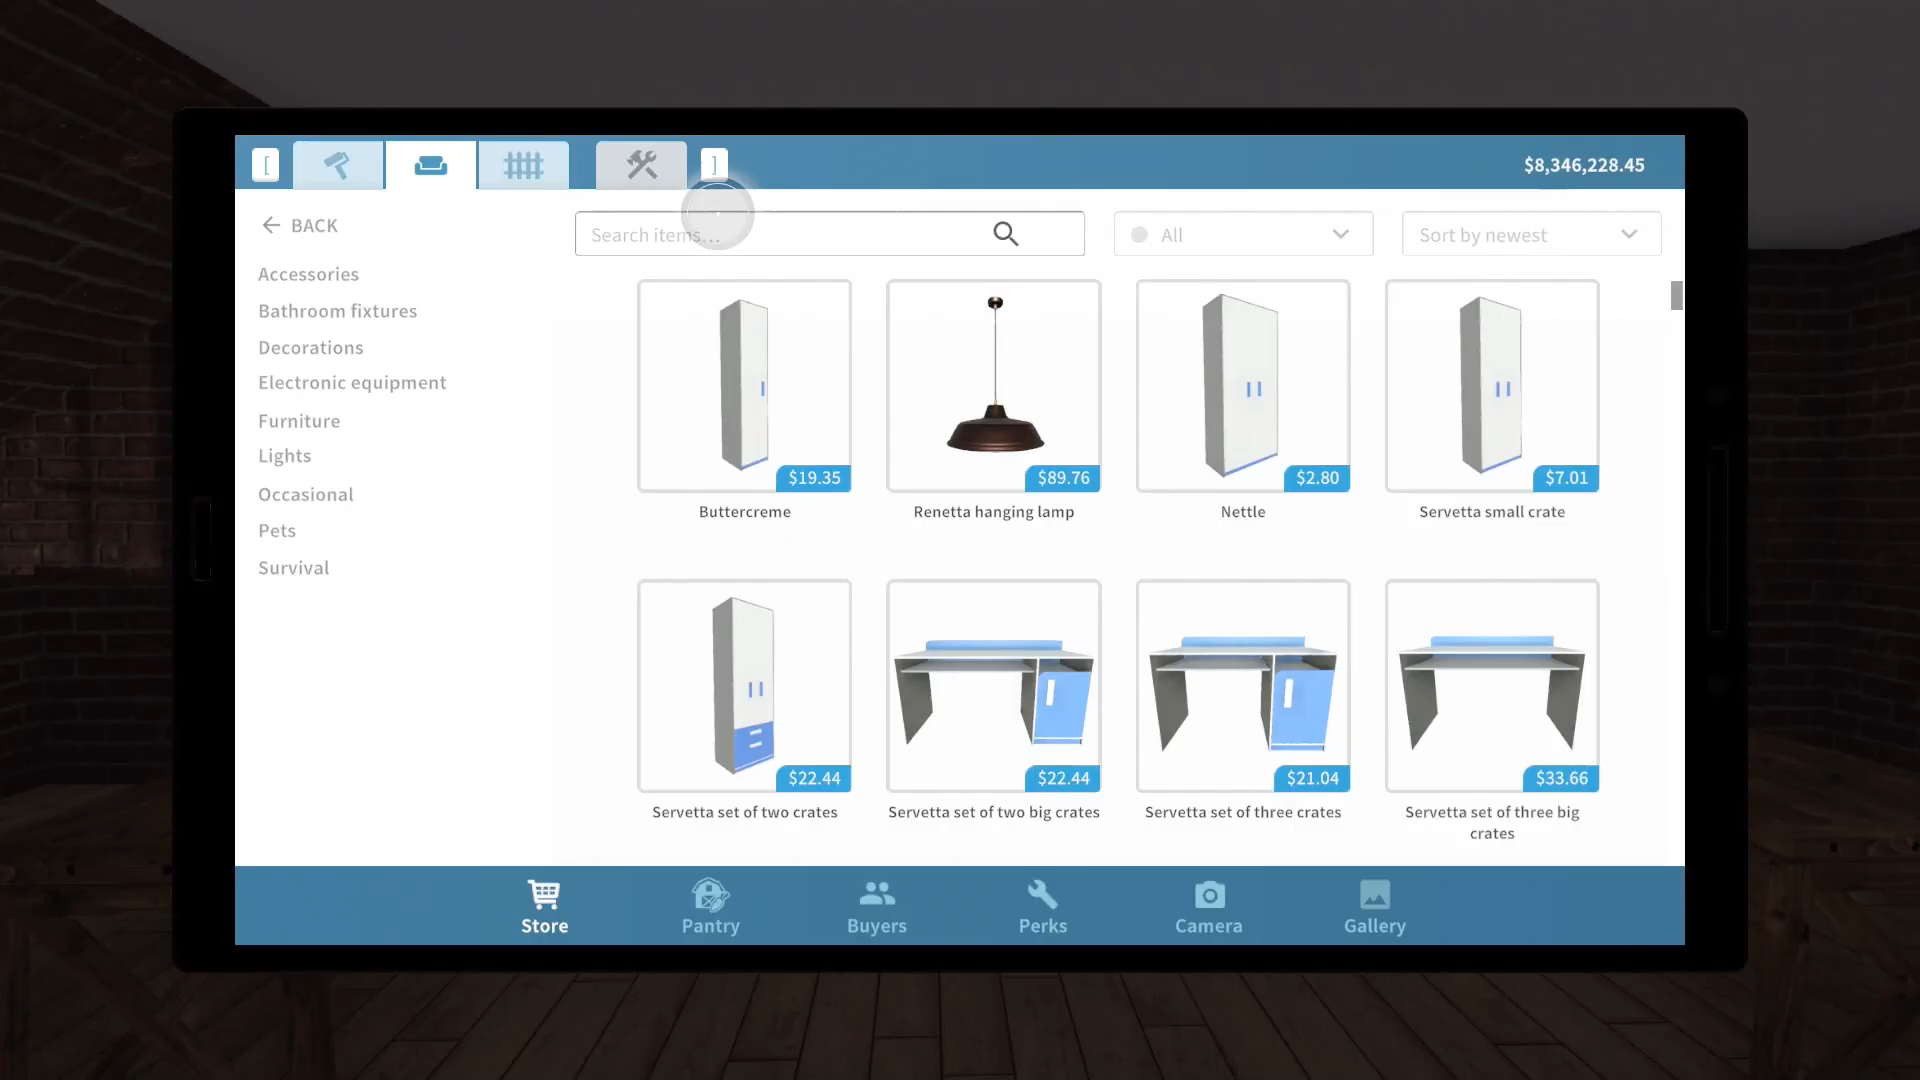 [
]
$8,346,228.45
BACK
Search items...
All
Sort by newest
Accessories
Bathroom fixtures
Decorations
Electronic equipment
Furniture
Lights
Occasional
Pets
Survival
$19.35
$89.76
$2.80
$7.01
Buttercreme
Renetta hanging lamp
Nettle
Servetta small crate
$22.44
$22.44
$21.04
$33.66
Servetta set of two crates
Servetta set of two big crates
Servetta set of three crates
Servetta set of three big
crates
Store
Pantry
Buyers
Perks
Camera
Gallery